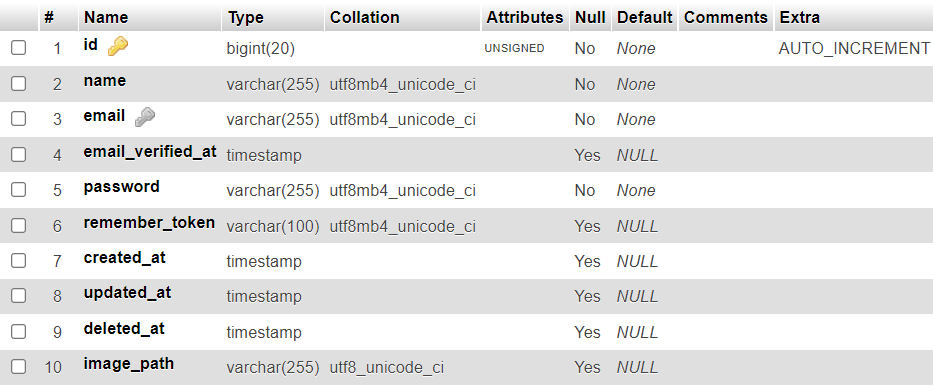 # Name Type Collation Attributes Null Default Comments Extra
1 id bigint(20) UNSIGNED No None AUTO_INCREMENT
2 name varchar(255) utf8mb4_unicode_ci No None
3 email varchar(255) utf8mb4_unicode_ci No None
4 email_verified_at timestamp Yes NULL
5 password varchar(255) utf8mb4_unicode_ci No None
6 remember_token varchar(100) utf8mb4_unicode_ci Yes NULL
7 created_at timestamp Yes NULL
8 updated_at timestamp Yes NULL
9 deleted_at timestamp Yes NULL
10 image_path varchar(255) utf8_unicode_ci Yes NULL